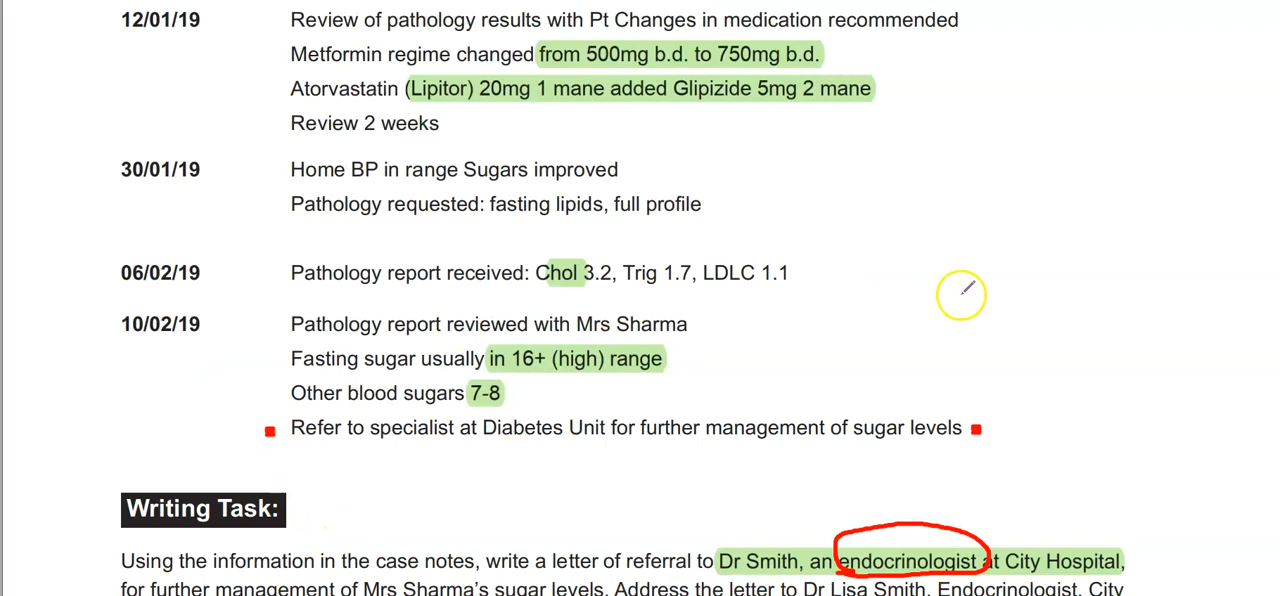 12/01/19 Review of pathology results with Pt Changes in medication recommended
Metformin regime changed from 500mg b.d. to 750mg b.d.
Atorvastatin (Lipitor) 20mg 1 mane added Glipizide 5mg 2 mane
Review 2 weeks
30/01/19 Home BP in range Sugars improved
Pathology requested: fasting lipids, full profile
06/02/19 Pathology report received: Chol 3.2, Trig 1.7, LDLC 1.1
10/02/19 Pathology report reviewed with Mrs Sharma
Fasting sugar usually in 16+ (high) range
Other blood sugars 7-8
Refer to specialist at Diabetes Unit for further management of sugar levels
Writing Task:
Using the information in the case notes, write a letter of referral to Dr Smith, an endocrinologist at City Hospital,
for further management of Mrs Sharma's sugar levels. Address the letter to Dr Lisa Smith, Endocrinologist, City